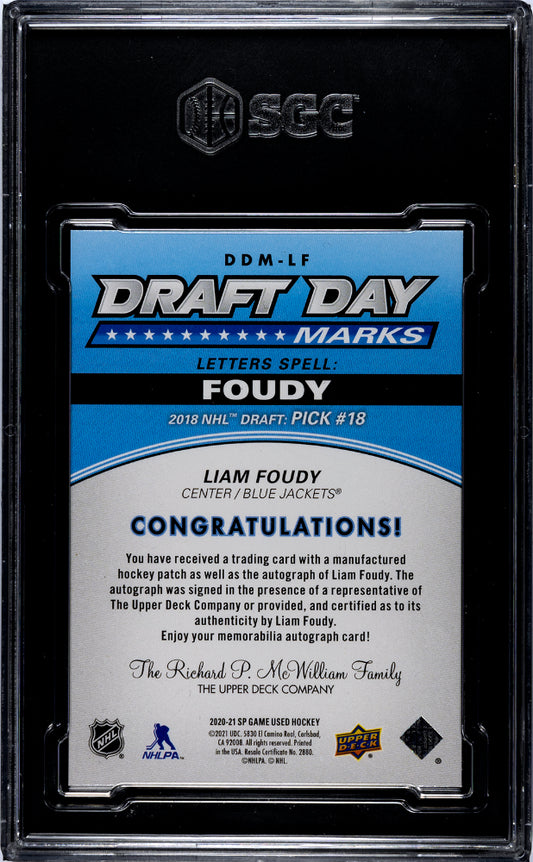 SGC
DDM-LF
DRAFT DAY
MARKS
LETTERS SPELL:
FOUDY
2018 NHL™ DRAFT: PICK #18
LIAM FOUDY
CENTER / BLUE JACKETS®
CONGRATULATIONS!
You have received a trading card with a manufactured
hockey patch as well as the autograph of Liam Foudy. The
autograph was signed in the presence of a representative of
The Upper Deck Company or provided, and certified as to its
authenticity by Liam Foudy.
Enjoy your memorabilia autograph card!
The Richard P. McWilliam Family
THE UPPER DECK COMPANY
2020-21 SP GAME USED HOCKEY
©2021 UDC. 5830 El Camino Real, Carlsbad,
CA 92008. All rights reserved. Printed
in the USA. Resale Certificate No. 2880.
©NHLPA. © NHL.
NHL
NHLPA™
UPPER
DECK